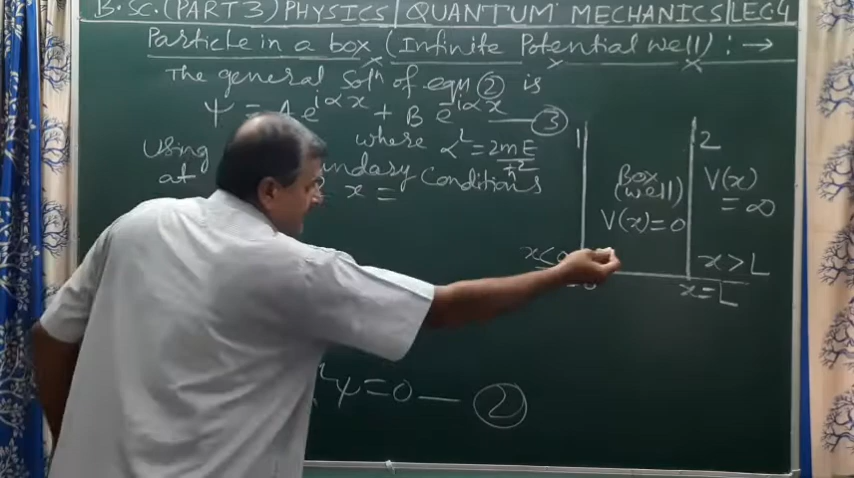 B.SC.(PART 3) PHYSICS | QUANTUM MECHANICS | LEC 4
Particle in a box (Infinite Potential well) : →
The general Solⁿ of eqn ② is
ψ = A e^{iαx} + B e^{-iαx} — ③
where α² = 2mE/ħ²
Using boundary Conditions
at x =
1
2
Box
(well)
V(x)=0
V(x)
= ∞
x<0
x>L
x=L
ψ=0 — ②